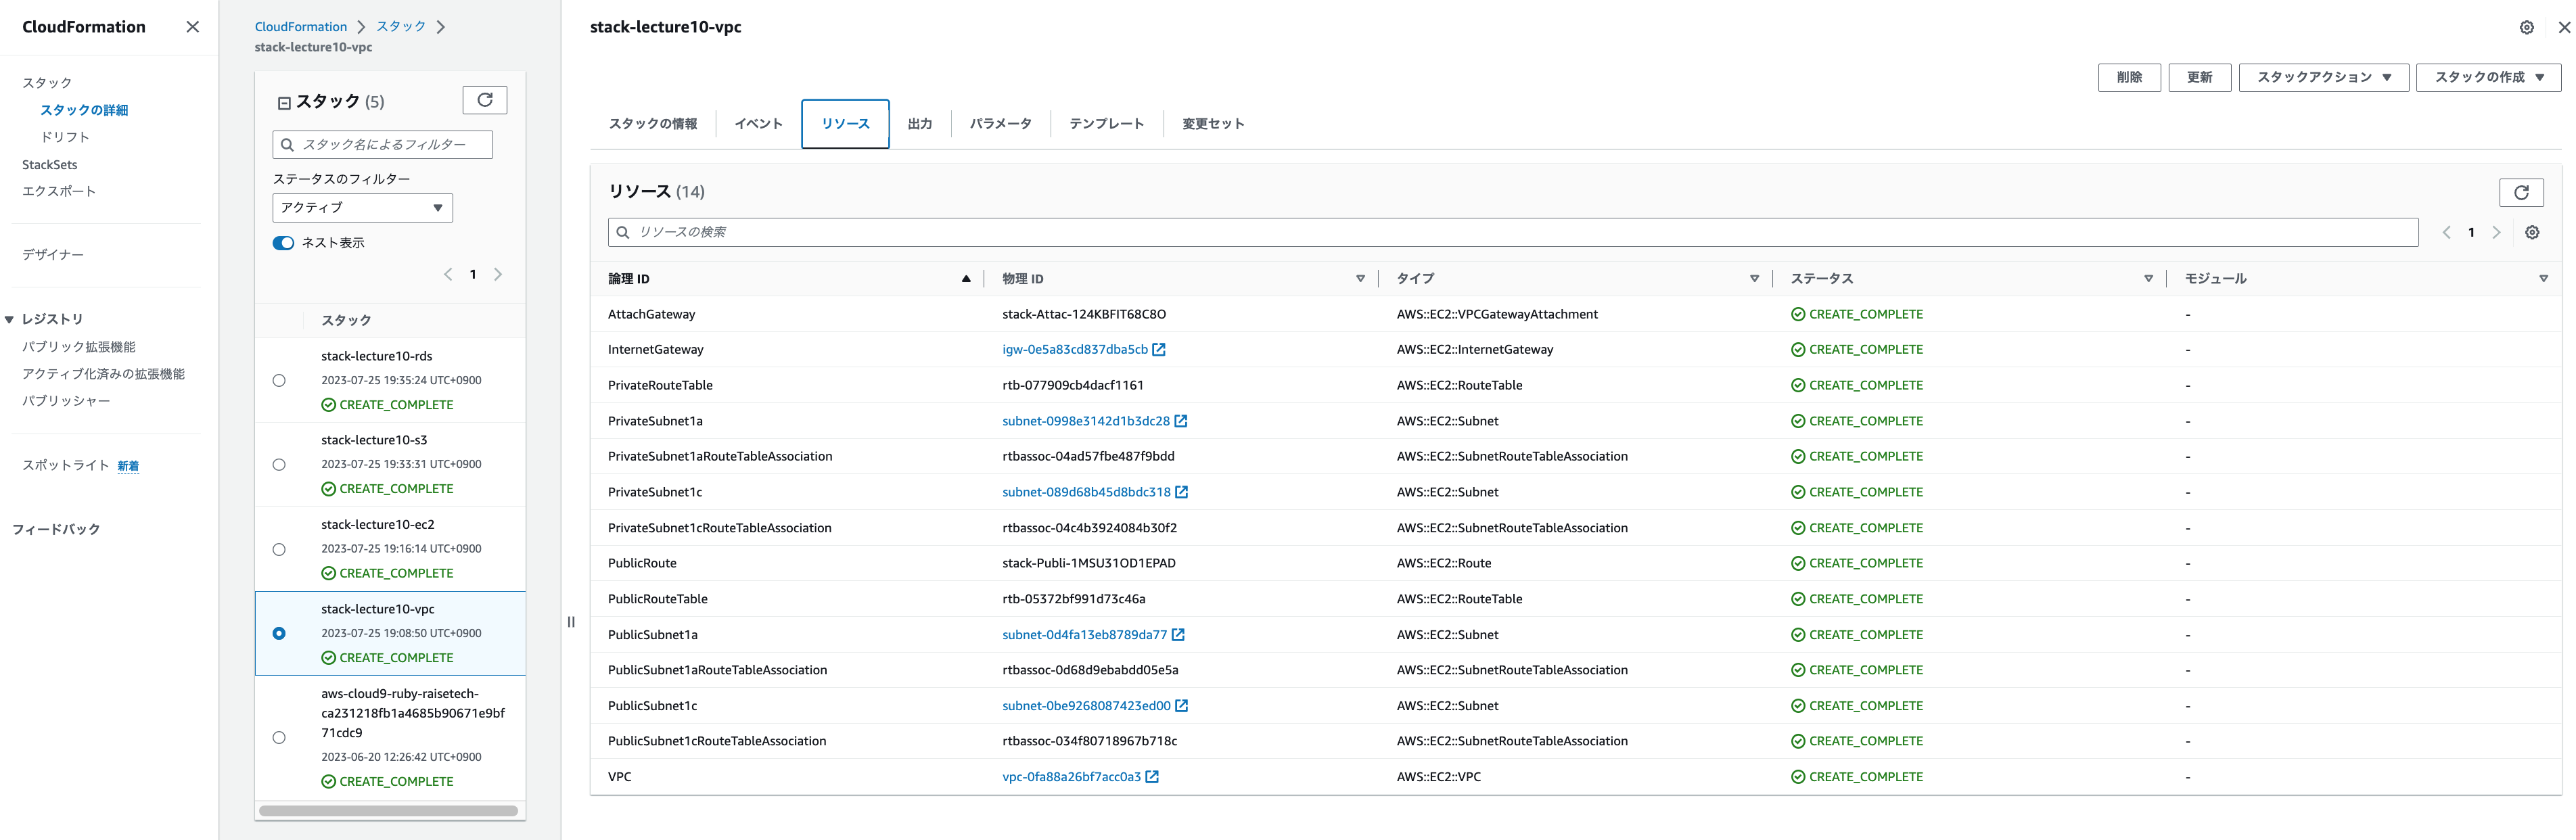 CloudFormation
スタック
スタックの詳細
ドリフト
StackSets
エクスポート
デザイナー
レジストリ
パブリック拡張機能
アクティブ化済みの拡張機能
パブリッシャー
スポットライト 新着
フィードバック
CloudFormation スタック
stack-lecture10-vpc
スタック (5)
スタック名によるフィルター
ステータスのフィルター
アクティブ
ネスト表示
1
スタック
stack-lecture10-rds
2023-07-25 19:35:24 UTC+0900
CREATE_COMPLETE
stack-lecture10-s3
2023-07-25 19:33:31 UTC+0900
CREATE_COMPLETE
stack-lecture10-ec2
2023-07-25 19:16:14 UTC+0900
CREATE_COMPLETE
stack-lecture10-vpc
2023-07-25 19:08:50 UTC+0900
CREATE_COMPLETE
aws-cloud9-ruby-raisetech-
ca231218fb1a4685b90671e9bf
71cdc9
2023-06-20 12:26:42 UTC+0900
CREATE_COMPLETE
stack-lecture10-vpc
削除 更新 スタックアクション スタックの作成
スタックの情報 イベント リソース 出力 パラメータ テンプレート 変更セット
リソース (14)
リソースの検索
1
論理 ID 物理 ID タイプ ステータス モジュール
AttachGateway stack-Attac-124KBFIT68C8O AWS::EC2::VPCGatewayAttachment CREATE_COMPLETE -
InternetGateway igw-0e5a83cd837dba5cb AWS::EC2::InternetGateway CREATE_COMPLETE -
PrivateRouteTable rtb-077909cb4dacf1161 AWS::EC2::RouteTable CREATE_COMPLETE -
PrivateSubnet1a subnet-0998e3142d1b3dc28 AWS::EC2::Subnet CREATE_COMPLETE -
PrivateSubnet1aRouteTableAssociation rtbassoc-04ad57fbe487f9bdd AWS::EC2::SubnetRouteTableAssociation CREATE_COMPLETE -
PrivateSubnet1c subnet-089d68b45d8bdc318 AWS::EC2::Subnet CREATE_COMPLETE -
PrivateSubnet1cRouteTableAssociation rtbassoc-04c4b3924084b30f2 AWS::EC2::SubnetRouteTableAssociation CREATE_COMPLETE -
PublicRoute stack-Publi-1MSU31OD1EPAD AWS::EC2::Route CREATE_COMPLETE -
PublicRouteTable rtb-05372bf991d73c46a AWS::EC2::RouteTable CREATE_COMPLETE -
PublicSubnet1a subnet-0d4fa13eb8789da77 AWS::EC2::Subnet CREATE_COMPLETE -
PublicSubnet1aRouteTableAssociation rtbassoc-0d68d9ebabdd05e5a AWS::EC2::SubnetRouteTableAssociation CREATE_COMPLETE -
PublicSubnet1c subnet-0be9268087423ed00 AWS::EC2::Subnet CREATE_COMPLETE -
PublicSubnet1cRouteTableAssociation rtbassoc-034f80718967b718c AWS::EC2::SubnetRouteTableAssociation CREATE_COMPLETE -
VPC vpc-0fa88a26bf7acc0a3 AWS::EC2::VPC CREATE_COMPLETE -